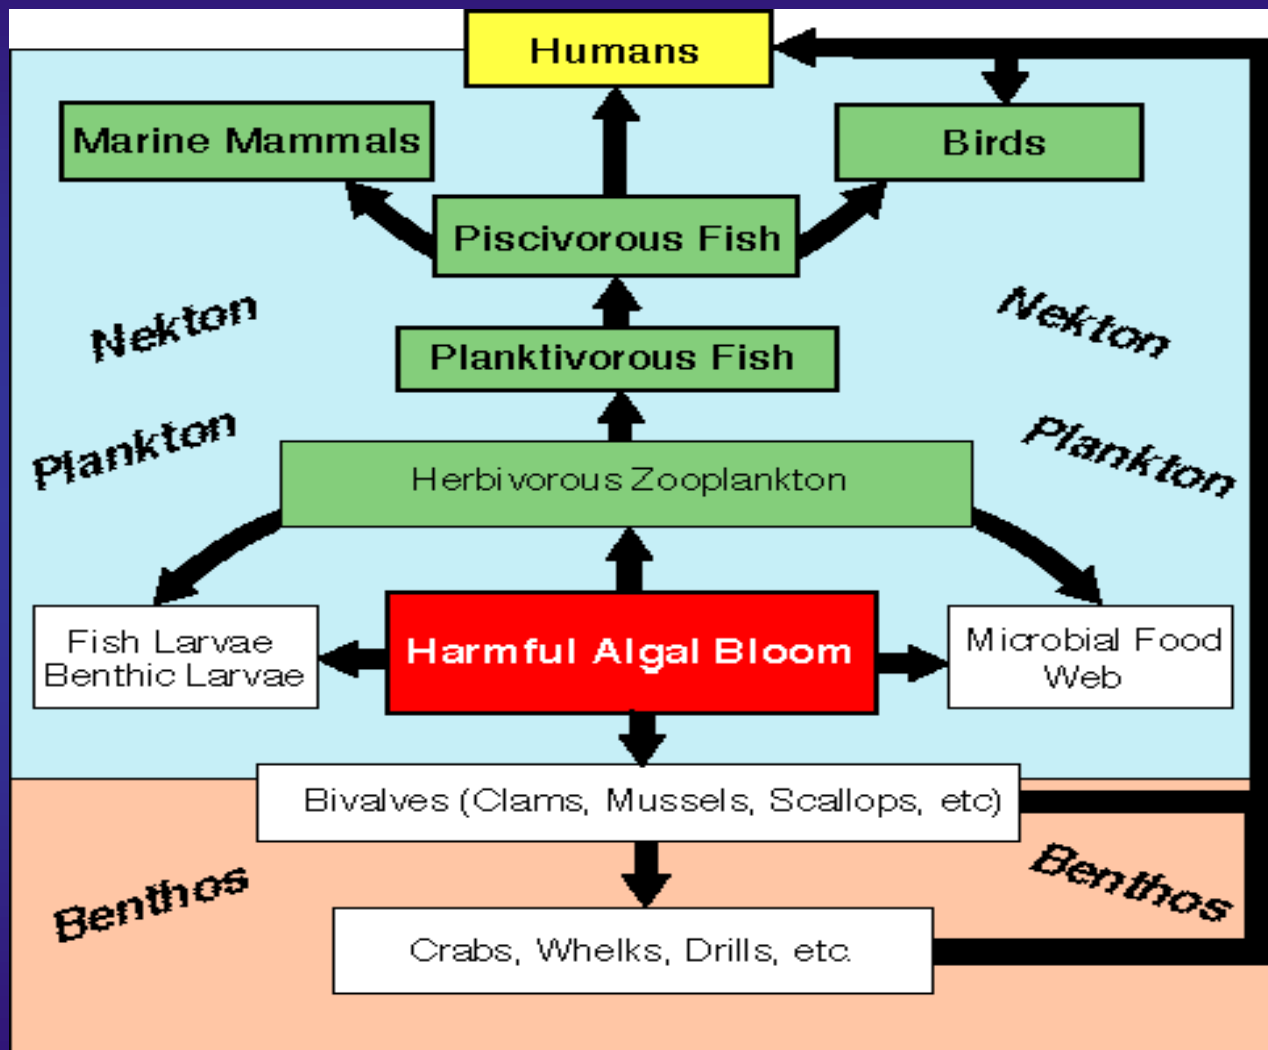 Humans
Marine Mammals
Birds
Piscivorous Fish
Nekton
Nekton
Planktivorous Fish
Plankton
Plankton
Herbivorous Zooplankton
Fish Larvae
Benthic Larvae
Harmful Algal Bloom
Microbial Food
Web
Bivalves (Clams, Mussels, Scallops, etc)
Benthos
Benthos
Crabs, Whelks, Drills, etc.